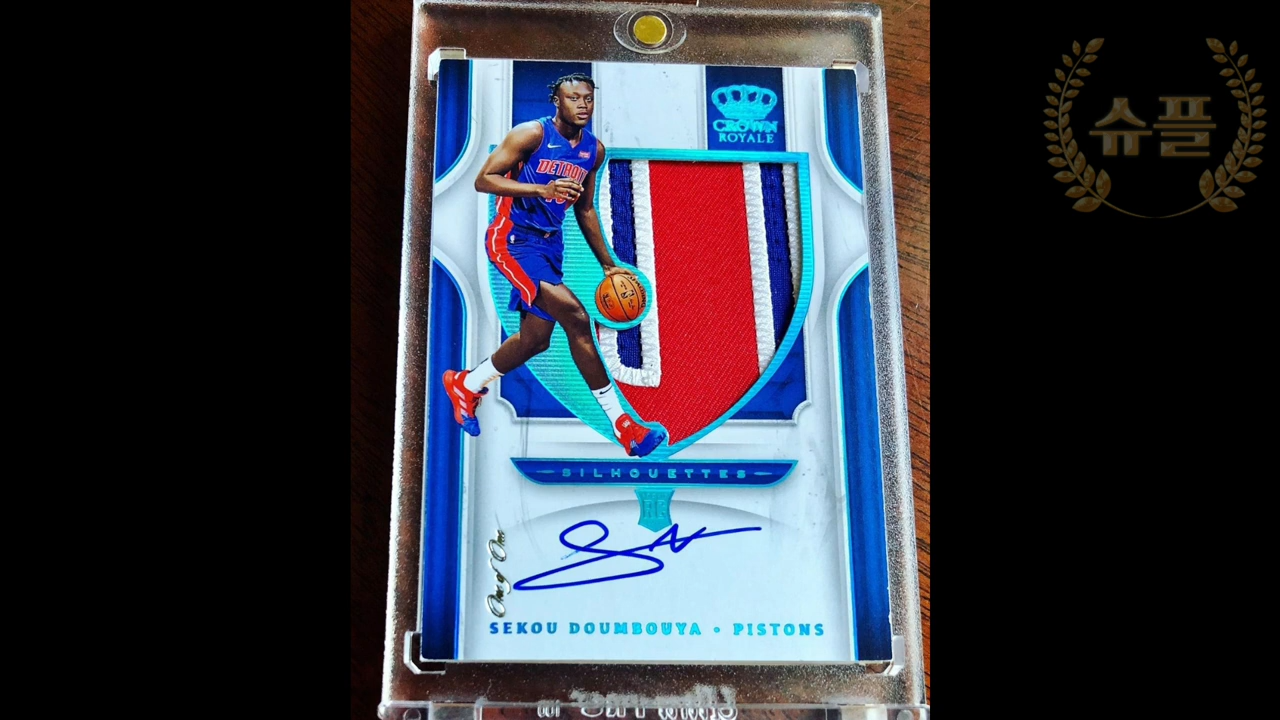 슈플
CROWN
ROYALE
DETROIT
SILHOUETTES
RC
One of One
SEKOU DOUMBOUYA • PISTONS